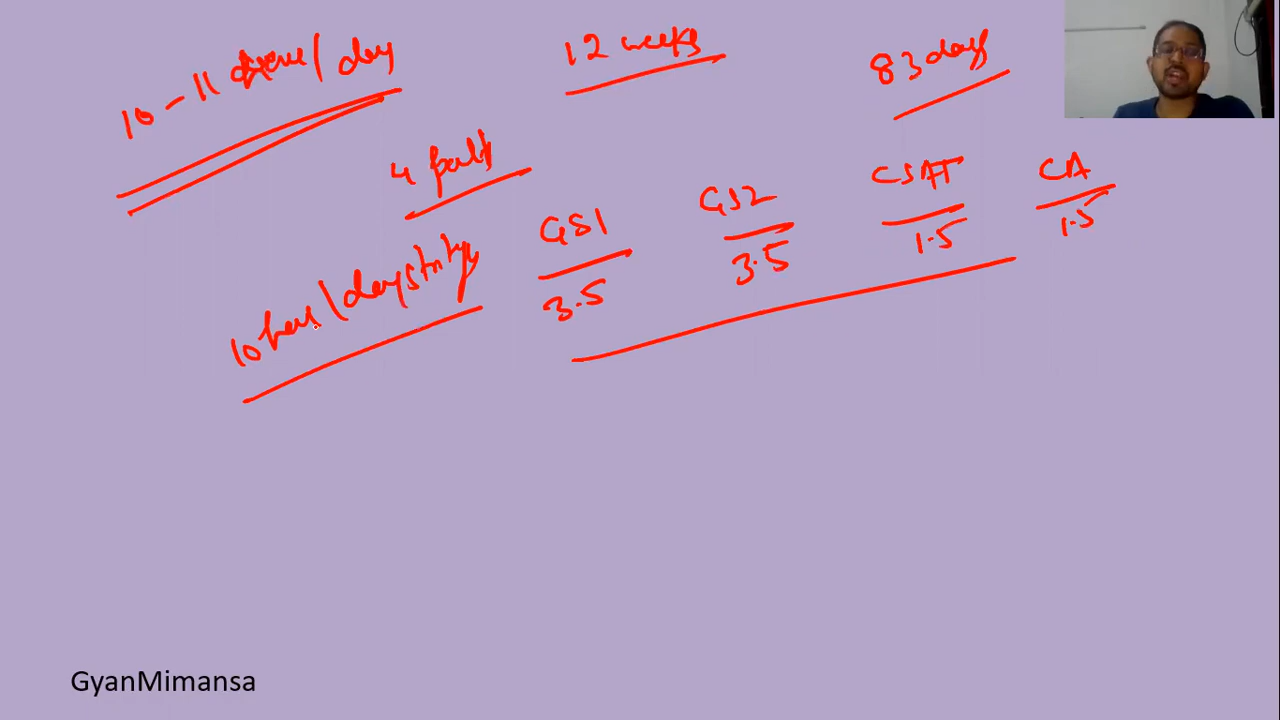 10-11 hour/day
12 weeks
83 days
4 parts
GS1 GS2 CSAT CA
3.5 3.5 1.5 1.5
10 hours/day
GyanMimansa